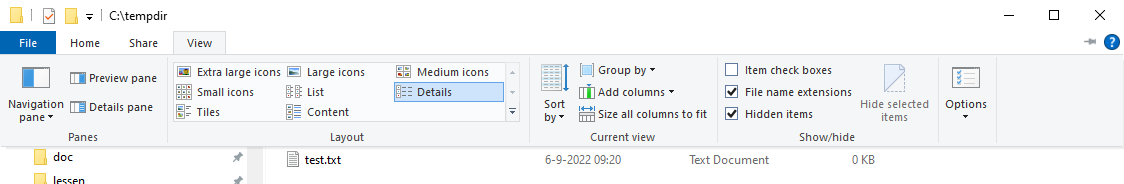 C:\tempdir
File Home Share View
Navigation pane
Preview pane
Details pane
Panes
Extra large icons Large icons Medium icons
Small icons List Details
Tiles Content
Layout
Sort by
Group by
Add columns
Size all columns to fit
Current view
Item check boxes
File name extensions
Hidden items
Hide selected items
Show/hide
Options
doc
lessen
test.txt 6-9-2022 09:20 Text Document 0 KB